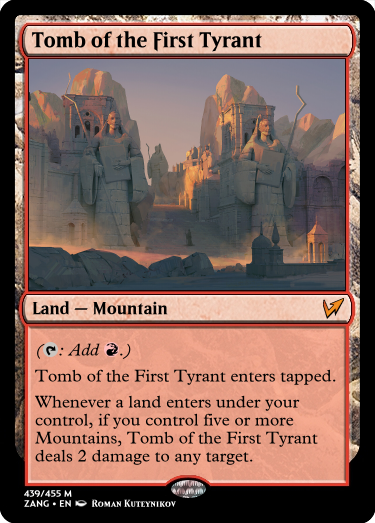 Tomb of the First Tyrant
Land — Mountain
(T: Add R.)
Tomb of the First Tyrant enters tapped.
Whenever a land enters under your
control, if you control five or more
Mountains, Tomb of the First Tyrant
deals 2 damage to any target.
439/455 M
ZANG • EN Roman Kuteynikov